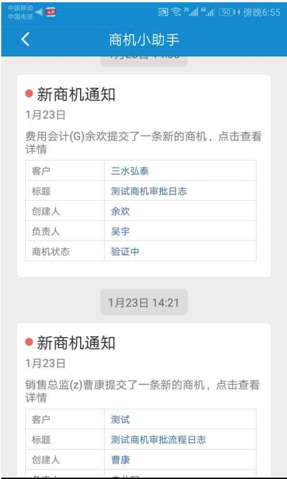 中国移动
中国电信
90
傍晚6:55
商机小助手
新商机通知
1月23日
费用会计(G)余欢提交了一条新的商机，点击查看
详情
客户 三水弘泰
标题 测试商机审批日志
创建人 余欢
负责人 吴宇
商机状态 验证中
1月23日 14:21
新商机通知
1月23日
销售总监(z)曹康提交了一条新的商机，点击查看
详情
客户 测试
标题 测试商机审批流程日志
创建人 曹康